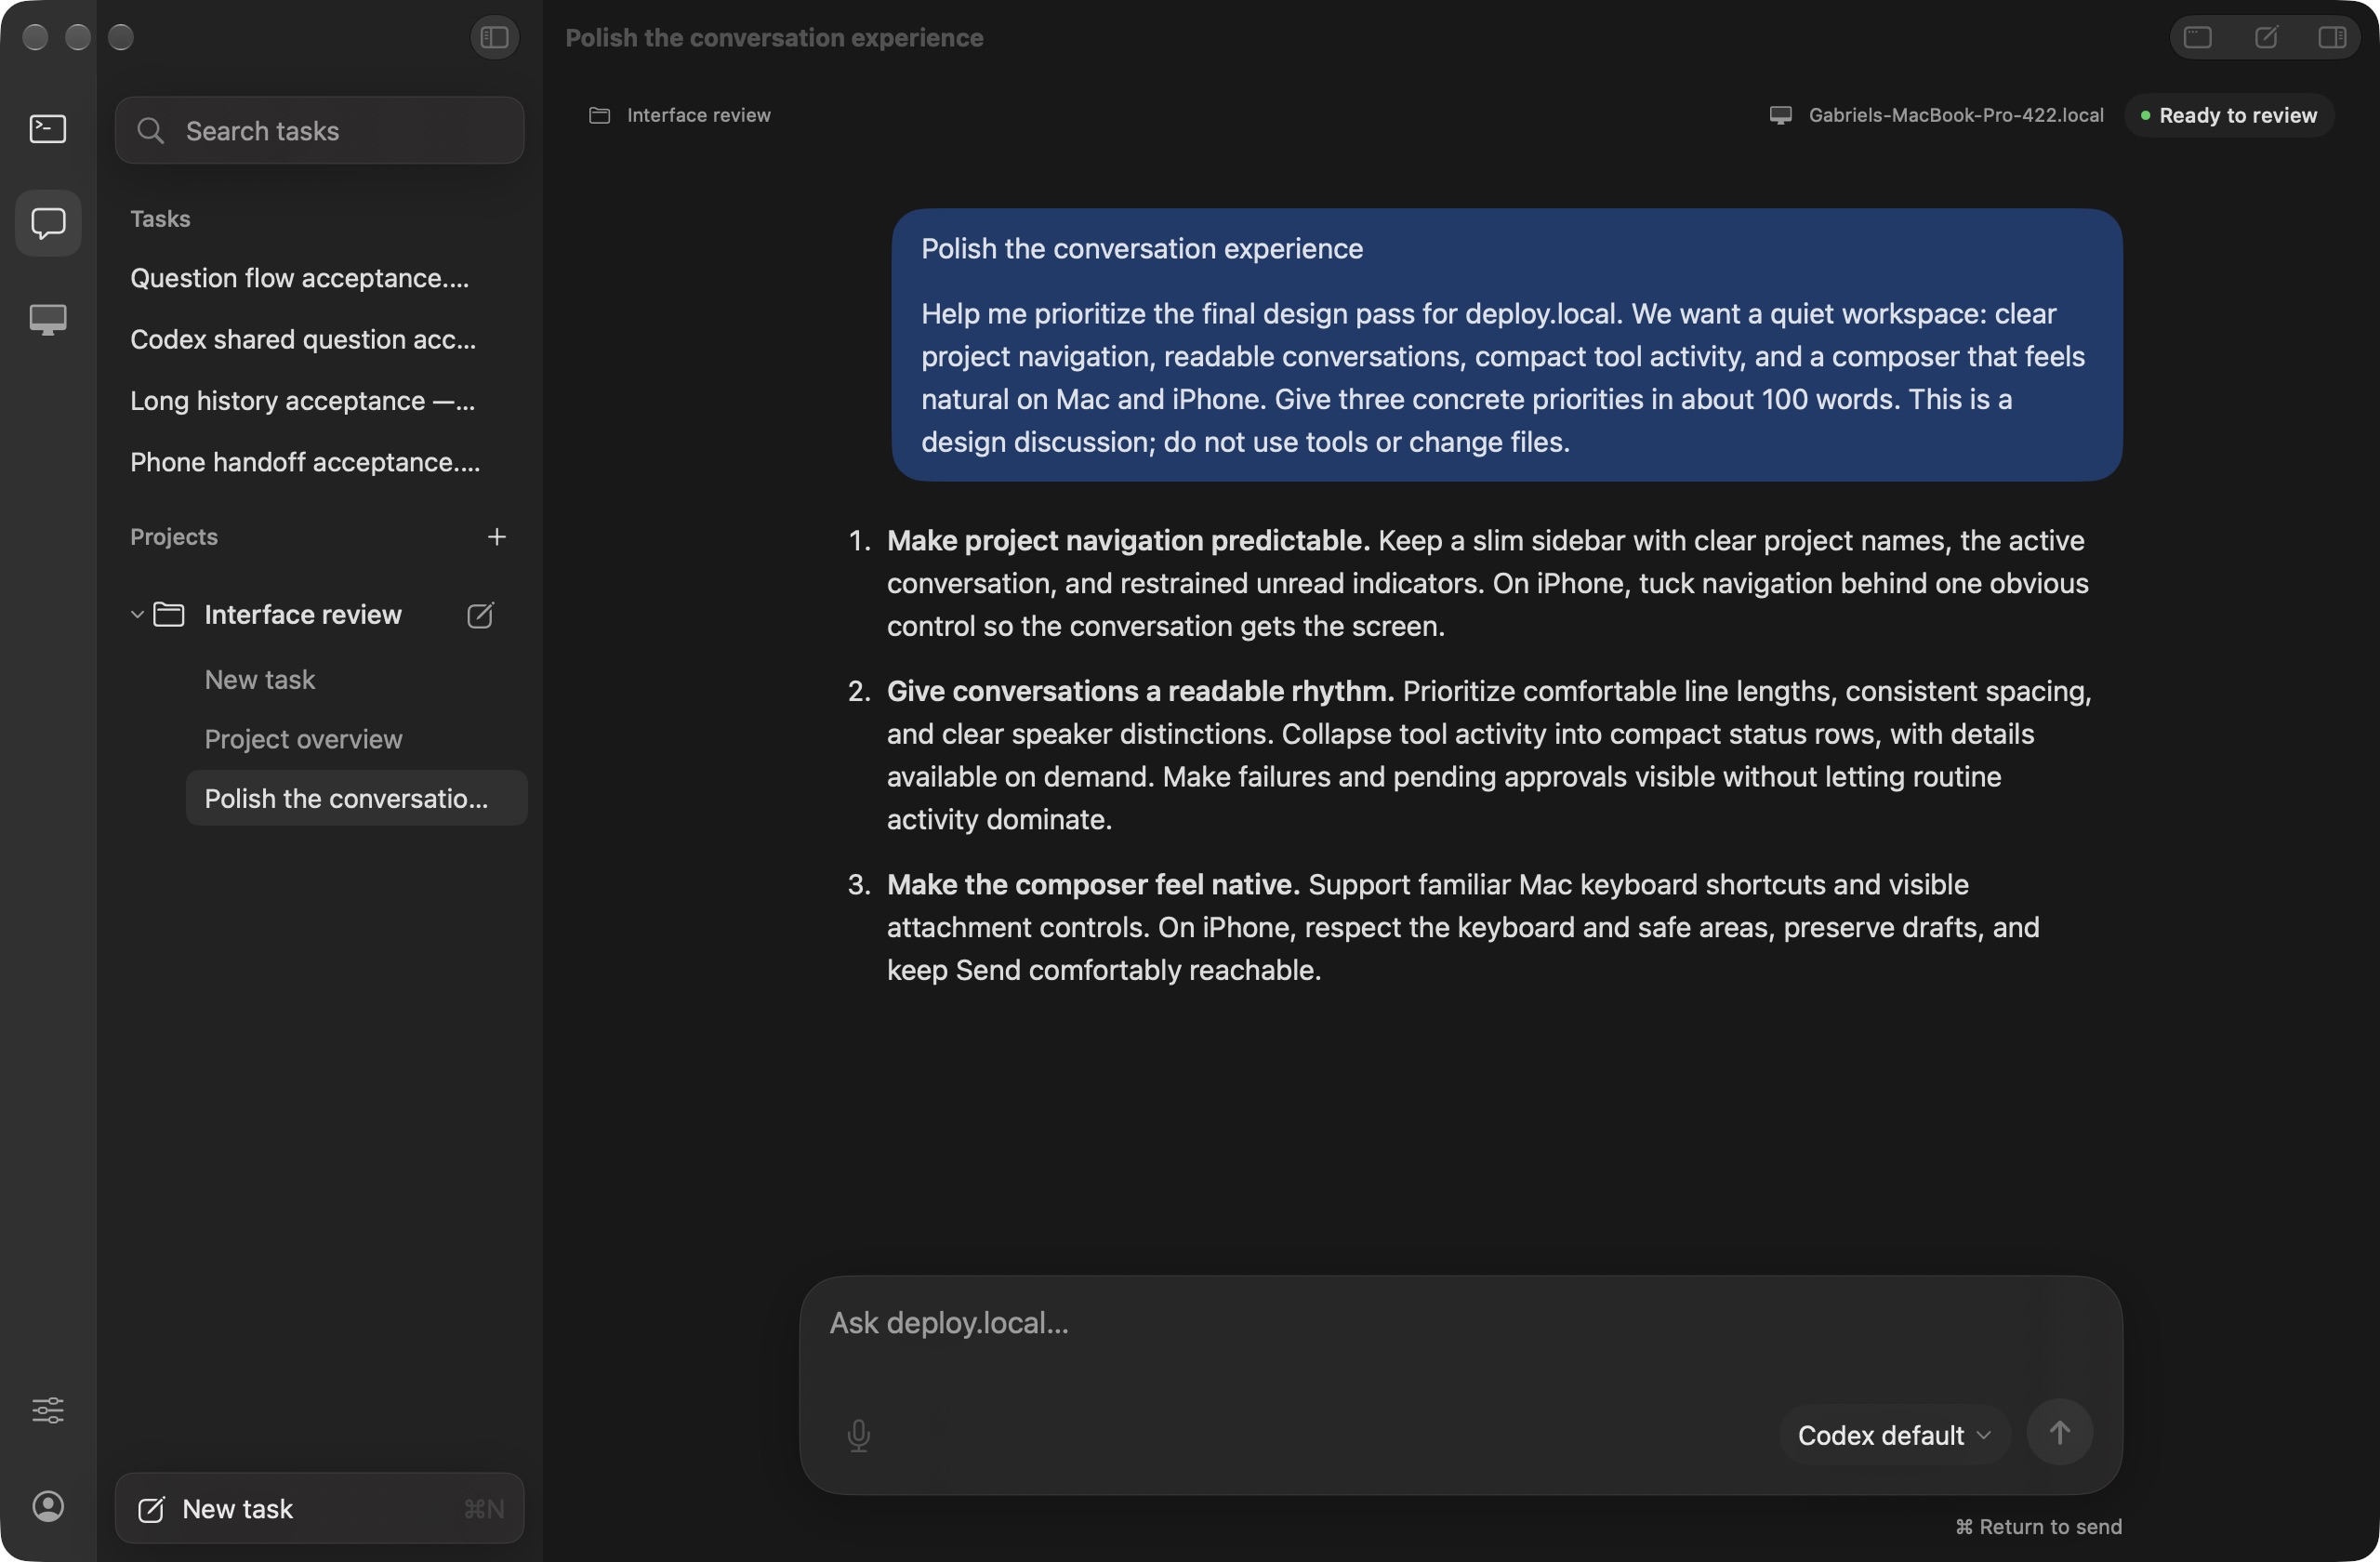 Polish the conversation experience
Search tasks
Tasks
Question flow acceptance....
Codex shared question acc...
Long history acceptance —...
Phone handoff acceptance....
Projects
Interface review
New task
Project overview
Polish the conversatio...
New task ⌘N
Interface review
Gabriels-MacBook-Pro-422.local
Ready to review
Polish the conversation experience
Help me prioritize the final design pass for deploy.local. We want a quiet workspace: clear
project navigation, readable conversations, compact tool activity, and a composer that feels
natural on Mac and iPhone. Give three concrete priorities in about 100 words. This is a
design discussion; do not use tools or change files.
1. Make project navigation predictable. Keep a slim sidebar with clear project names, the active
conversation, and restrained unread indicators. On iPhone, tuck navigation behind one obvious
control so the conversation gets the screen.
2. Give conversations a readable rhythm. Prioritize comfortable line lengths, consistent spacing,
and clear speaker distinctions. Collapse tool activity into compact status rows, with details
available on demand. Make failures and pending approvals visible without letting routine
activity dominate.
3. Make the composer feel native. Support familiar Mac keyboard shortcuts and visible
attachment controls. On iPhone, respect the keyboard and safe areas, preserve drafts, and
keep Send comfortably reachable.
Ask deploy.local...
Codex default
⌘ Return to send